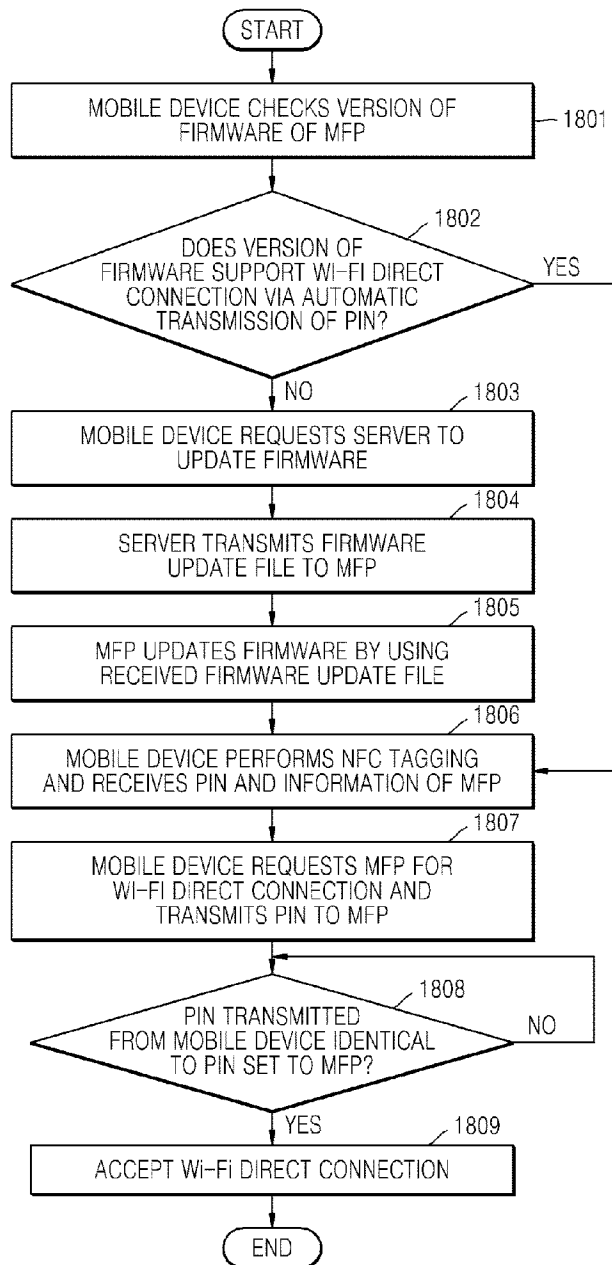 START
MOBILE DEVICE CHECKS VERSION OF
FIRMWARE OF MFP
1801
1802
DOES VERSION OF
FIRMWARE SUPPORT WI-FI DIRECT
CONNECTION VIA AUTOMATIC
TRANSMISSION OF PIN?
YES
NO
1803
MOBILE DEVICE REQUESTS SERVER TO
UPDATE FIRMWARE
1804
SERVER TRANSMITS FIRMWARE
UPDATE FILE TO MFP
1805
MFP UPDATES FIRMWARE BY USING
RECEIVED FIRMWARE UPDATE FILE
1806
MOBILE DEVICE PERFORMS NFC TAGGING
AND RECEIVES PIN AND INFORMATION OF MFP
1807
MOBILE DEVICE REQUESTS MFP FOR
WI-FI DIRECT CONNECTION AND
TRANSMITS PIN TO MFP
1808
PIN TRANSMITTED
FROM MOBILE DEVICE IDENTICAL
TO PIN SET TO MFP?
NO
YES
1809
ACCEPT Wi-Fi DIRECT CONNECTION
END